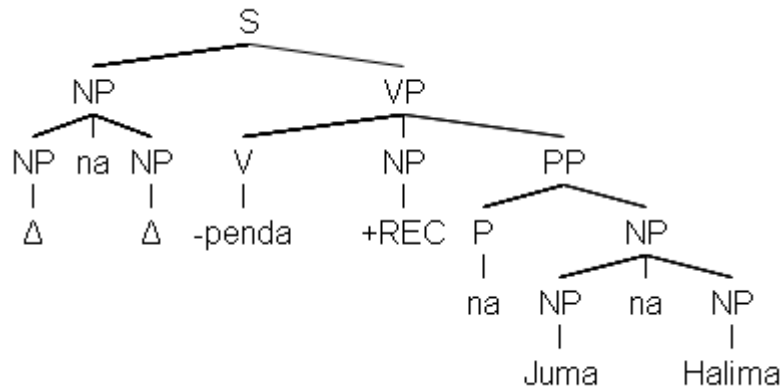 S
NP VP
NP na NP V NP PP
Δ Δ -penda +REC P NP
na NP na NP
Juma Halima